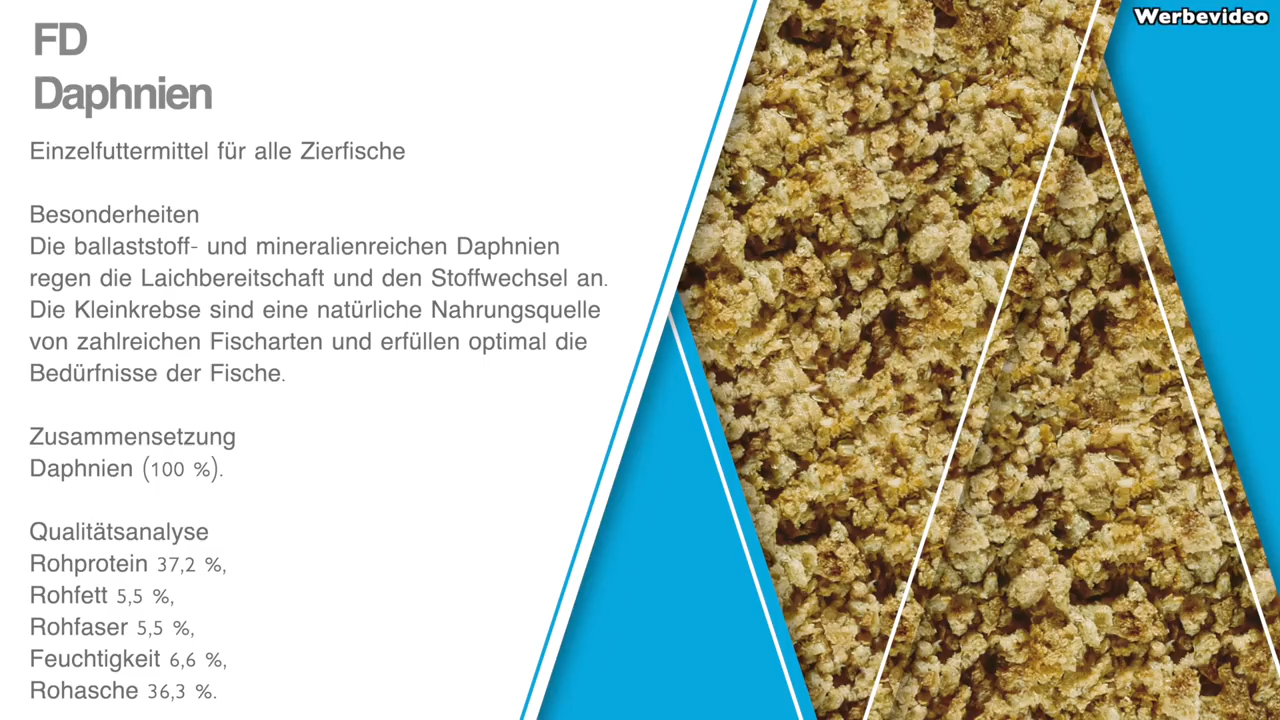 FD
Daphnien
Werbevideo
Einzelfuttermittel für alle Zierfische
Besonderheiten
Die ballaststoff- und mineralienreichen Daphnien
regen die Laichbereitschaft und den Stoffwechsel an.
Die Kleinkrebse sind eine natürliche Nahrungsquelle
von zahlreichen Fischarten und erfüllen optimal die
Bedürfnisse der Fische.
Zusammensetzung
Daphnien (100 %).
Qualitätsanalyse
Rohprotein 37,2 %,
Rohfett 5,5 %,
Rohfaser 5,5 %,
Feuchtigkeit 6,6 %,
Rohasche 36,3 %.